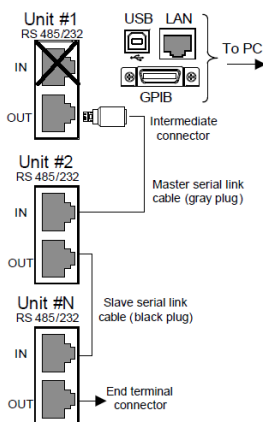 Unit #1
RS 485/232
IN
OUT
USB LAN
GPIB
To PC
Intermediate
connector
Unit #2
RS 485/232
IN
OUT
Master serial link
cable (gray plug)
Unit #N
RS 485/232
IN
OUT
Slave serial link
cable (black plug)
End terminal
connector